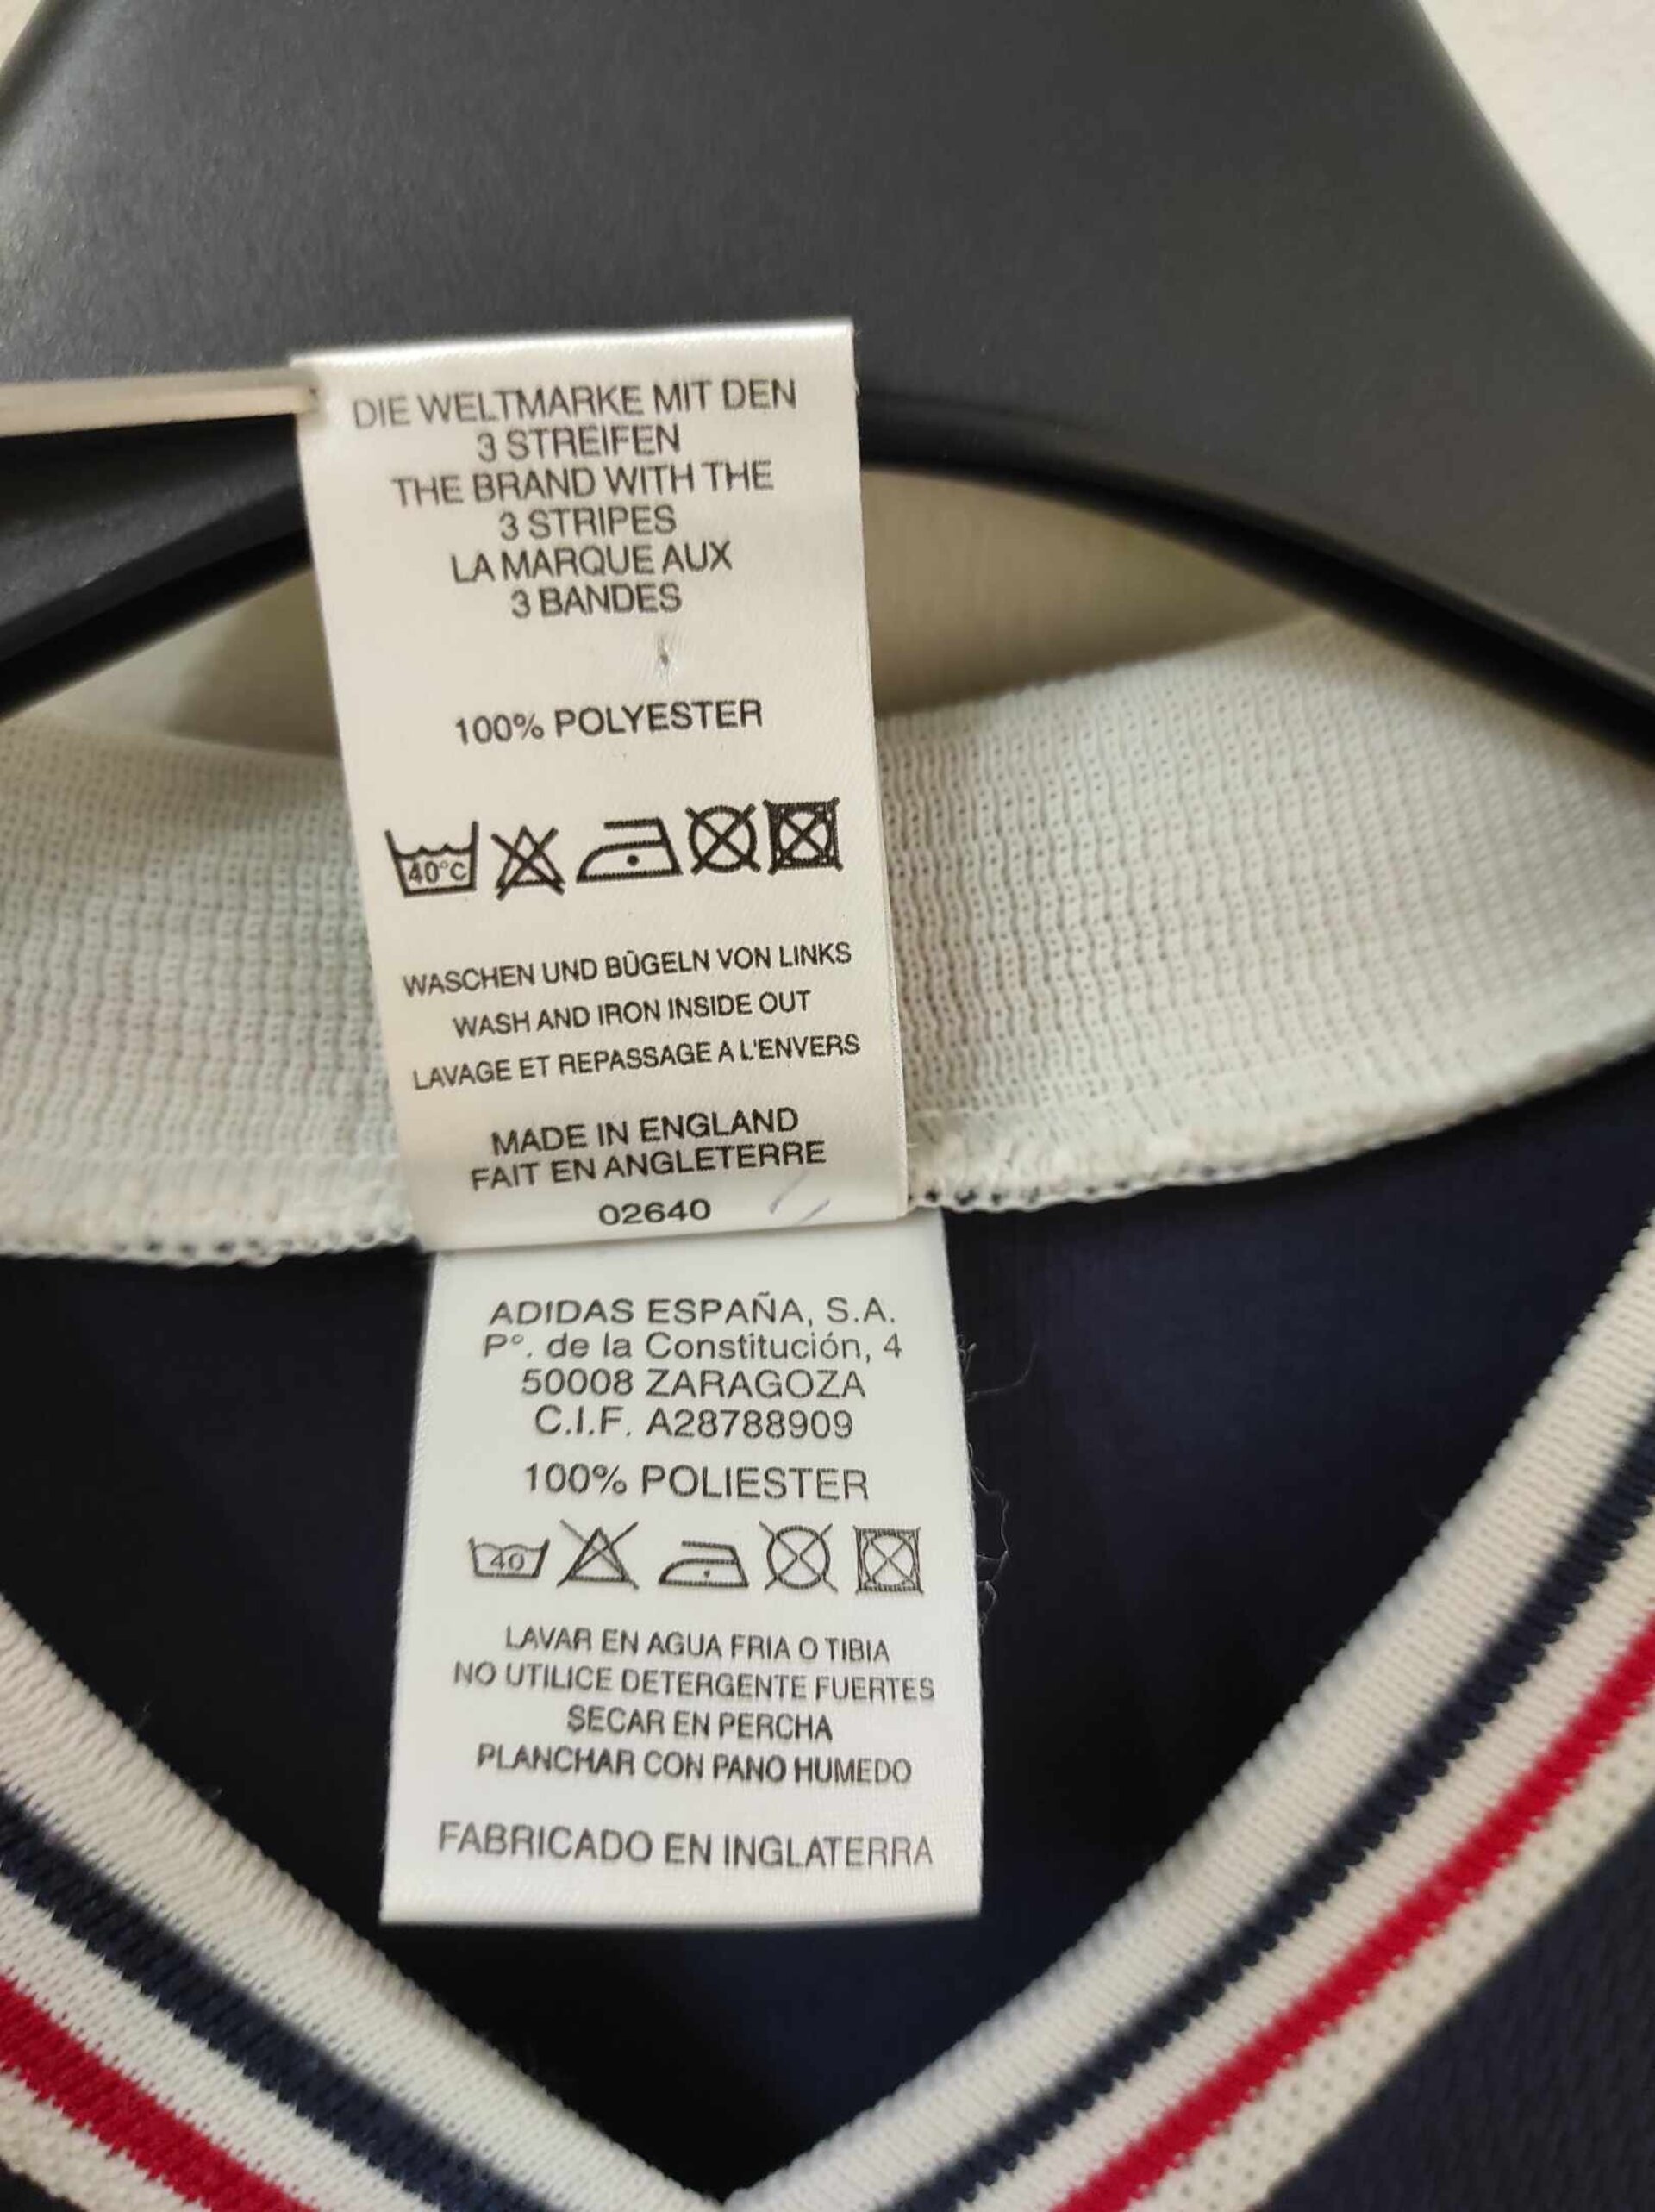 DIE WELTMARKE MIT DEN
3 STREIFEN
THE BRAND WITH THE
3 STRIPES
LA MARQUE AUX
3 BANDES
100% POLYESTER
40°C
WASCHEN UND BÜGELN VON LINKS
WASH AND IRON INSIDE OUT
LAVAGE ET REPASSAGE A L'ENVERS
MADE IN ENGLAND
FAIT EN ANGLETERRE
02640
ADIDAS ESPAÑA, S.A.
Pº. de la Constitución, 4
50008 ZARAGOZA
C.I.F. A28788909
100% POLIESTER
40
LAVAR EN AGUA FRIA O TIBIA
NO UTILICE DETERGENTE FUERTES
SECAR EN PERCHA
PLANCHAR CON PANO HUMEDO
FABRICADO EN INGLATERRA